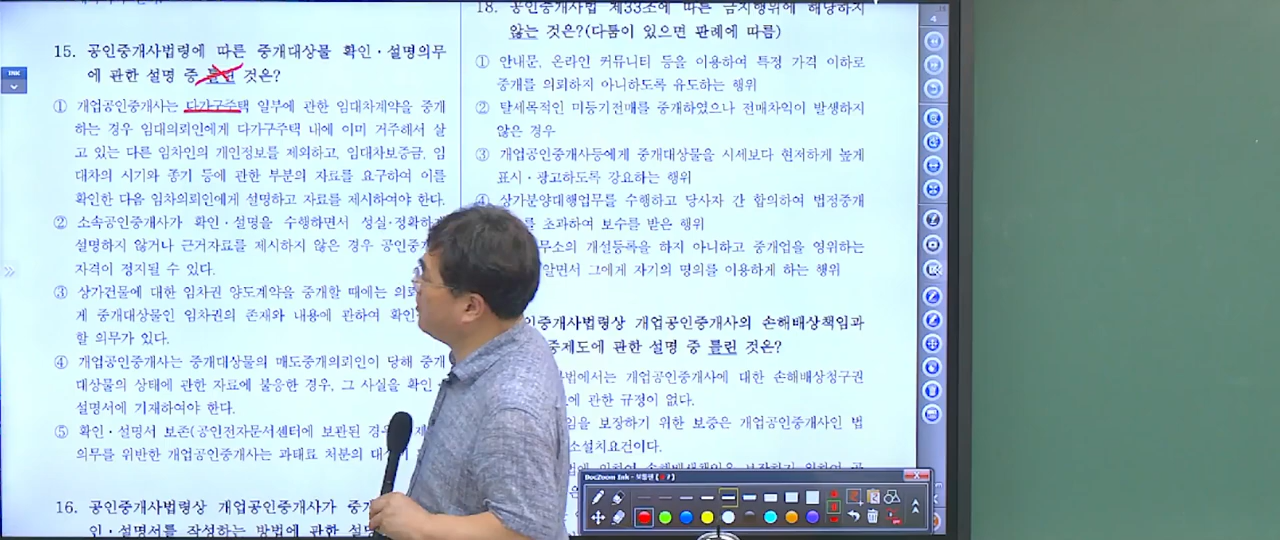 15. 공인중개사법령에 따른 중개대상물 확인·설명의무
에 관한 설명 중 틀린 것은?
① 개업공인중개사는 다가구주택 일부에 관한 임대차계약을 중개
하는 경우 임대의뢰인에게 다가구주택 내에 이미 거주해서 살
고 있는 다른 임차인의 개인정보를 제외하고, 임대차보증금, 임
대차의 시기와 종기 등에 관한 부분의 자료를 요구하여 이를
확인한 다음 임차의뢰인에게 설명하고 자료를 제시하여야 한다.
② 소속공인중개사가 확인·설명을 수행하면서 성실·정확하게
설명하지 않거나 근거자료를 제시하지 않은 경우 공인중개
자격이 정지될 수 있다.
③ 상가건물에 대한 임차권 양도계약을 중개할 때에는 의뢰
게 중개대상물인 임차권의 존재와 내용에 관하여 확인
할 의무가 있다.
④ 개업공인중개사는 중개대상물의 매도중개의뢰인이 당해 중개
대상물의 상태에 관한 자료에 불응한 경우, 그 사실을 확인·
설명서에 기재하여야 한다.
⑤ 확인·설명서 보존(공인전자문서센터에 보관된 경우
의무를 위반한 개업공인중개사는 과태료 처분의 대상이
16. 공인중개사법령상 개업공인중개사가 중개
인·설명서를 작성하는 방법에 관한 설명
18. 공인중개사법 제33조에 따른 금지행위에 해당하지
않는 것은?(다툼이 있으면 판례에 따름)
① 안내문, 온라인 커뮤니티 등을 이용하여 특정 가격 이하로
중개를 의뢰하지 아니하도록 유도하는 행위
② 탈세목적인 미등기전매를 중개하였으나 전매차익이 발생하지
않은 경우
③ 개업공인중개사등에게 중개대상물을 시세보다 현저하게 높게
표시·광고하도록 강요하는 행위
④ 상가분양대행업무를 수행하고 당사자 간 합의하여 법정중개
를 초과하여 보수를 받은 행위
무소의 개설등록을 하지 아니하고 중개업을 영위하는
알면서 그에게 자기의 명의를 이용하게 하는 행위
인중개사법령상 개업공인중개사의 손해배상책임과
증제도에 관한 설명 중 틀린 것은?
법에서는 개업공인중개사에 대한 손해배상청구권
에 관한 규정이 없다.
임을 보장하기 위한 보증은 개업공인중개사인 법
소설치요건이다.
INK
4
DocZoom Ink - 보통펜